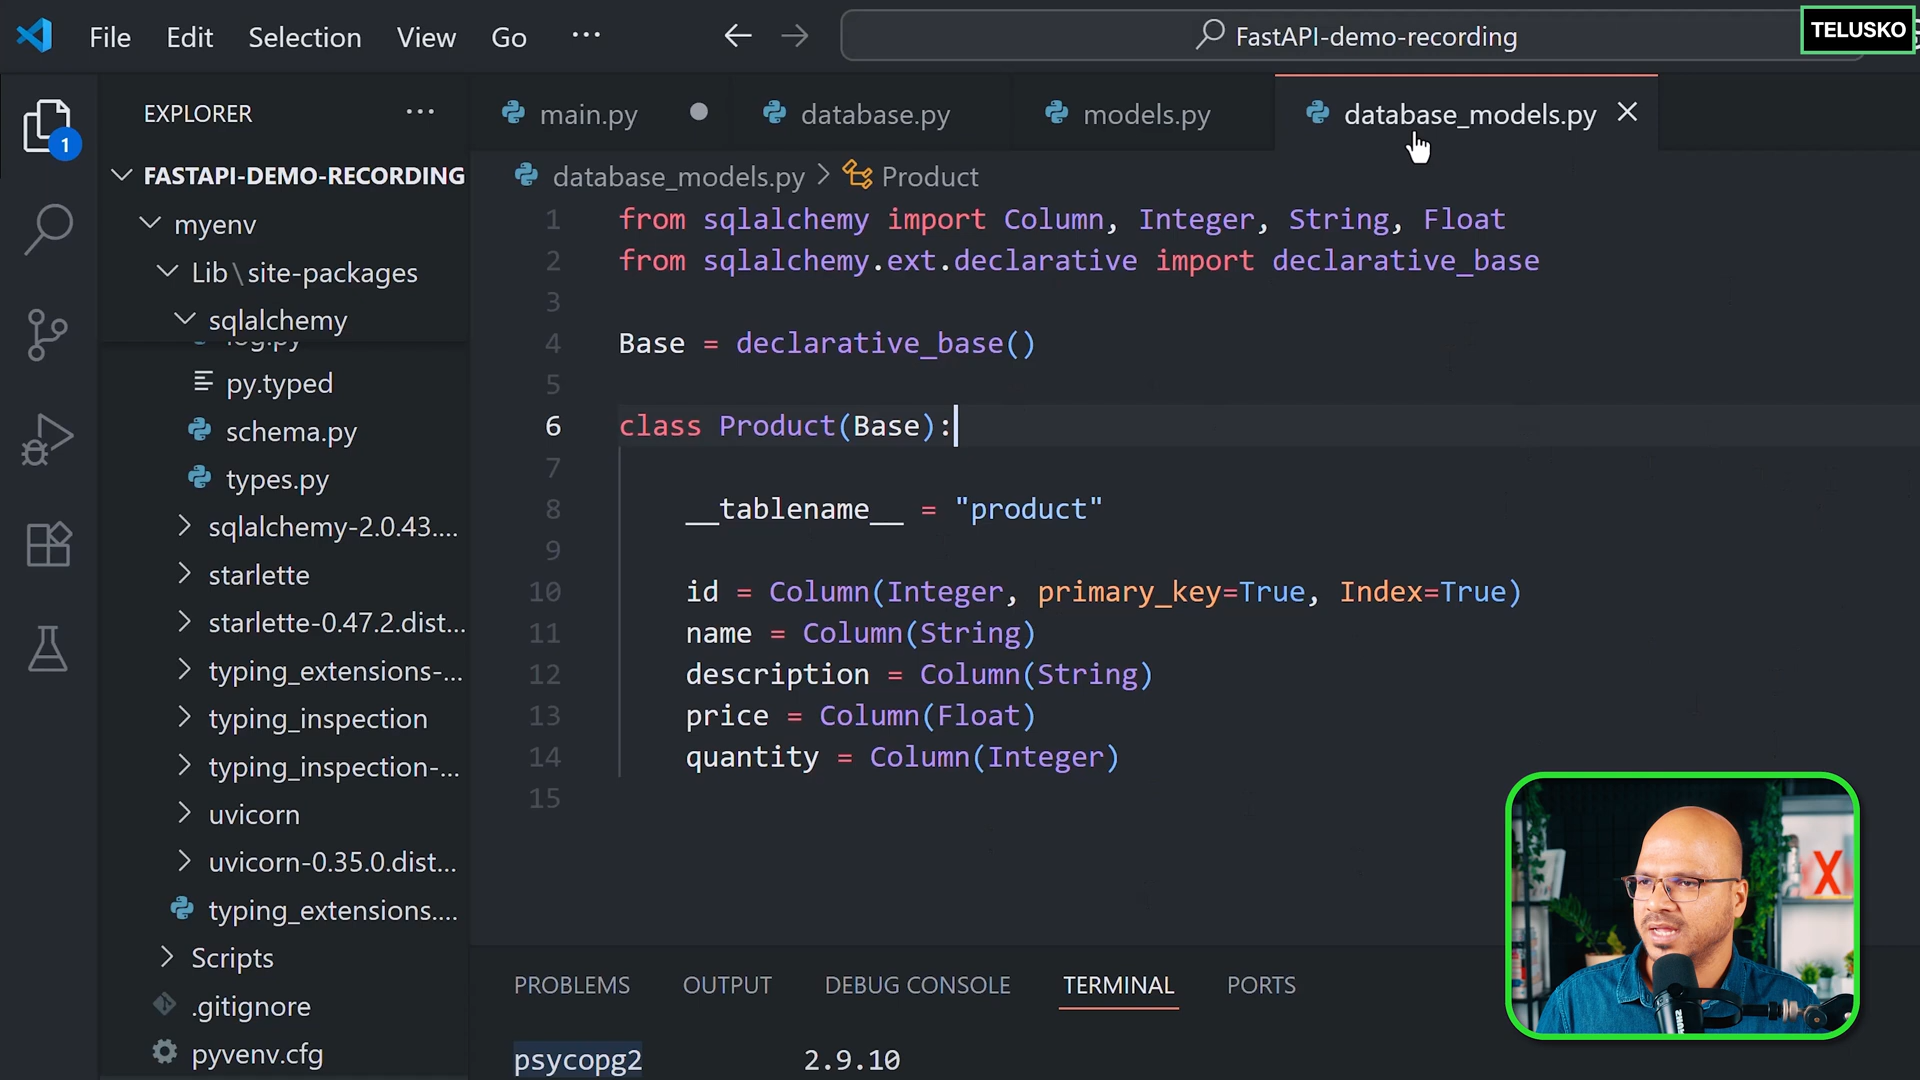 File Edit Selection View Go ···
FastAPI-demo-recording
TELUSKO
EXPLORER ···
1
main.py
database.py
models.py
database_models.py
FASTAPI-DEMO-RECORDING
myenv
Lib\site-packages
sqlalchemy
log.py
py.typed
schema.py
types.py
sqlalchemy-2.0.43....
starlette
starlette-0.47.2.dist...
typing_extensions-...
typing_inspection
typing_inspection-...
uvicorn
uvicorn-0.35.0.dist...
typing_extensions....
Scripts
.gitignore
pyvenv.cfg
database_models.py > Product
1 from sqlalchemy import Column, Integer, String, Float
2 from sqlalchemy.ext.declarative import declarative_base
3
4 Base = declarative_base()
5
6 class Product(Base):
7
8 __tablename__ = "product"
9
10 id = Column(Integer, primary_key=True, Index=True)
11 name = Column(String)
12 description = Column(String)
13 price = Column(Float)
14 quantity = Column(Integer)
15
PROBLEMS OUTPUT DEBUG CONSOLE TERMINAL PORTS
psycopg2 2.9.10
X